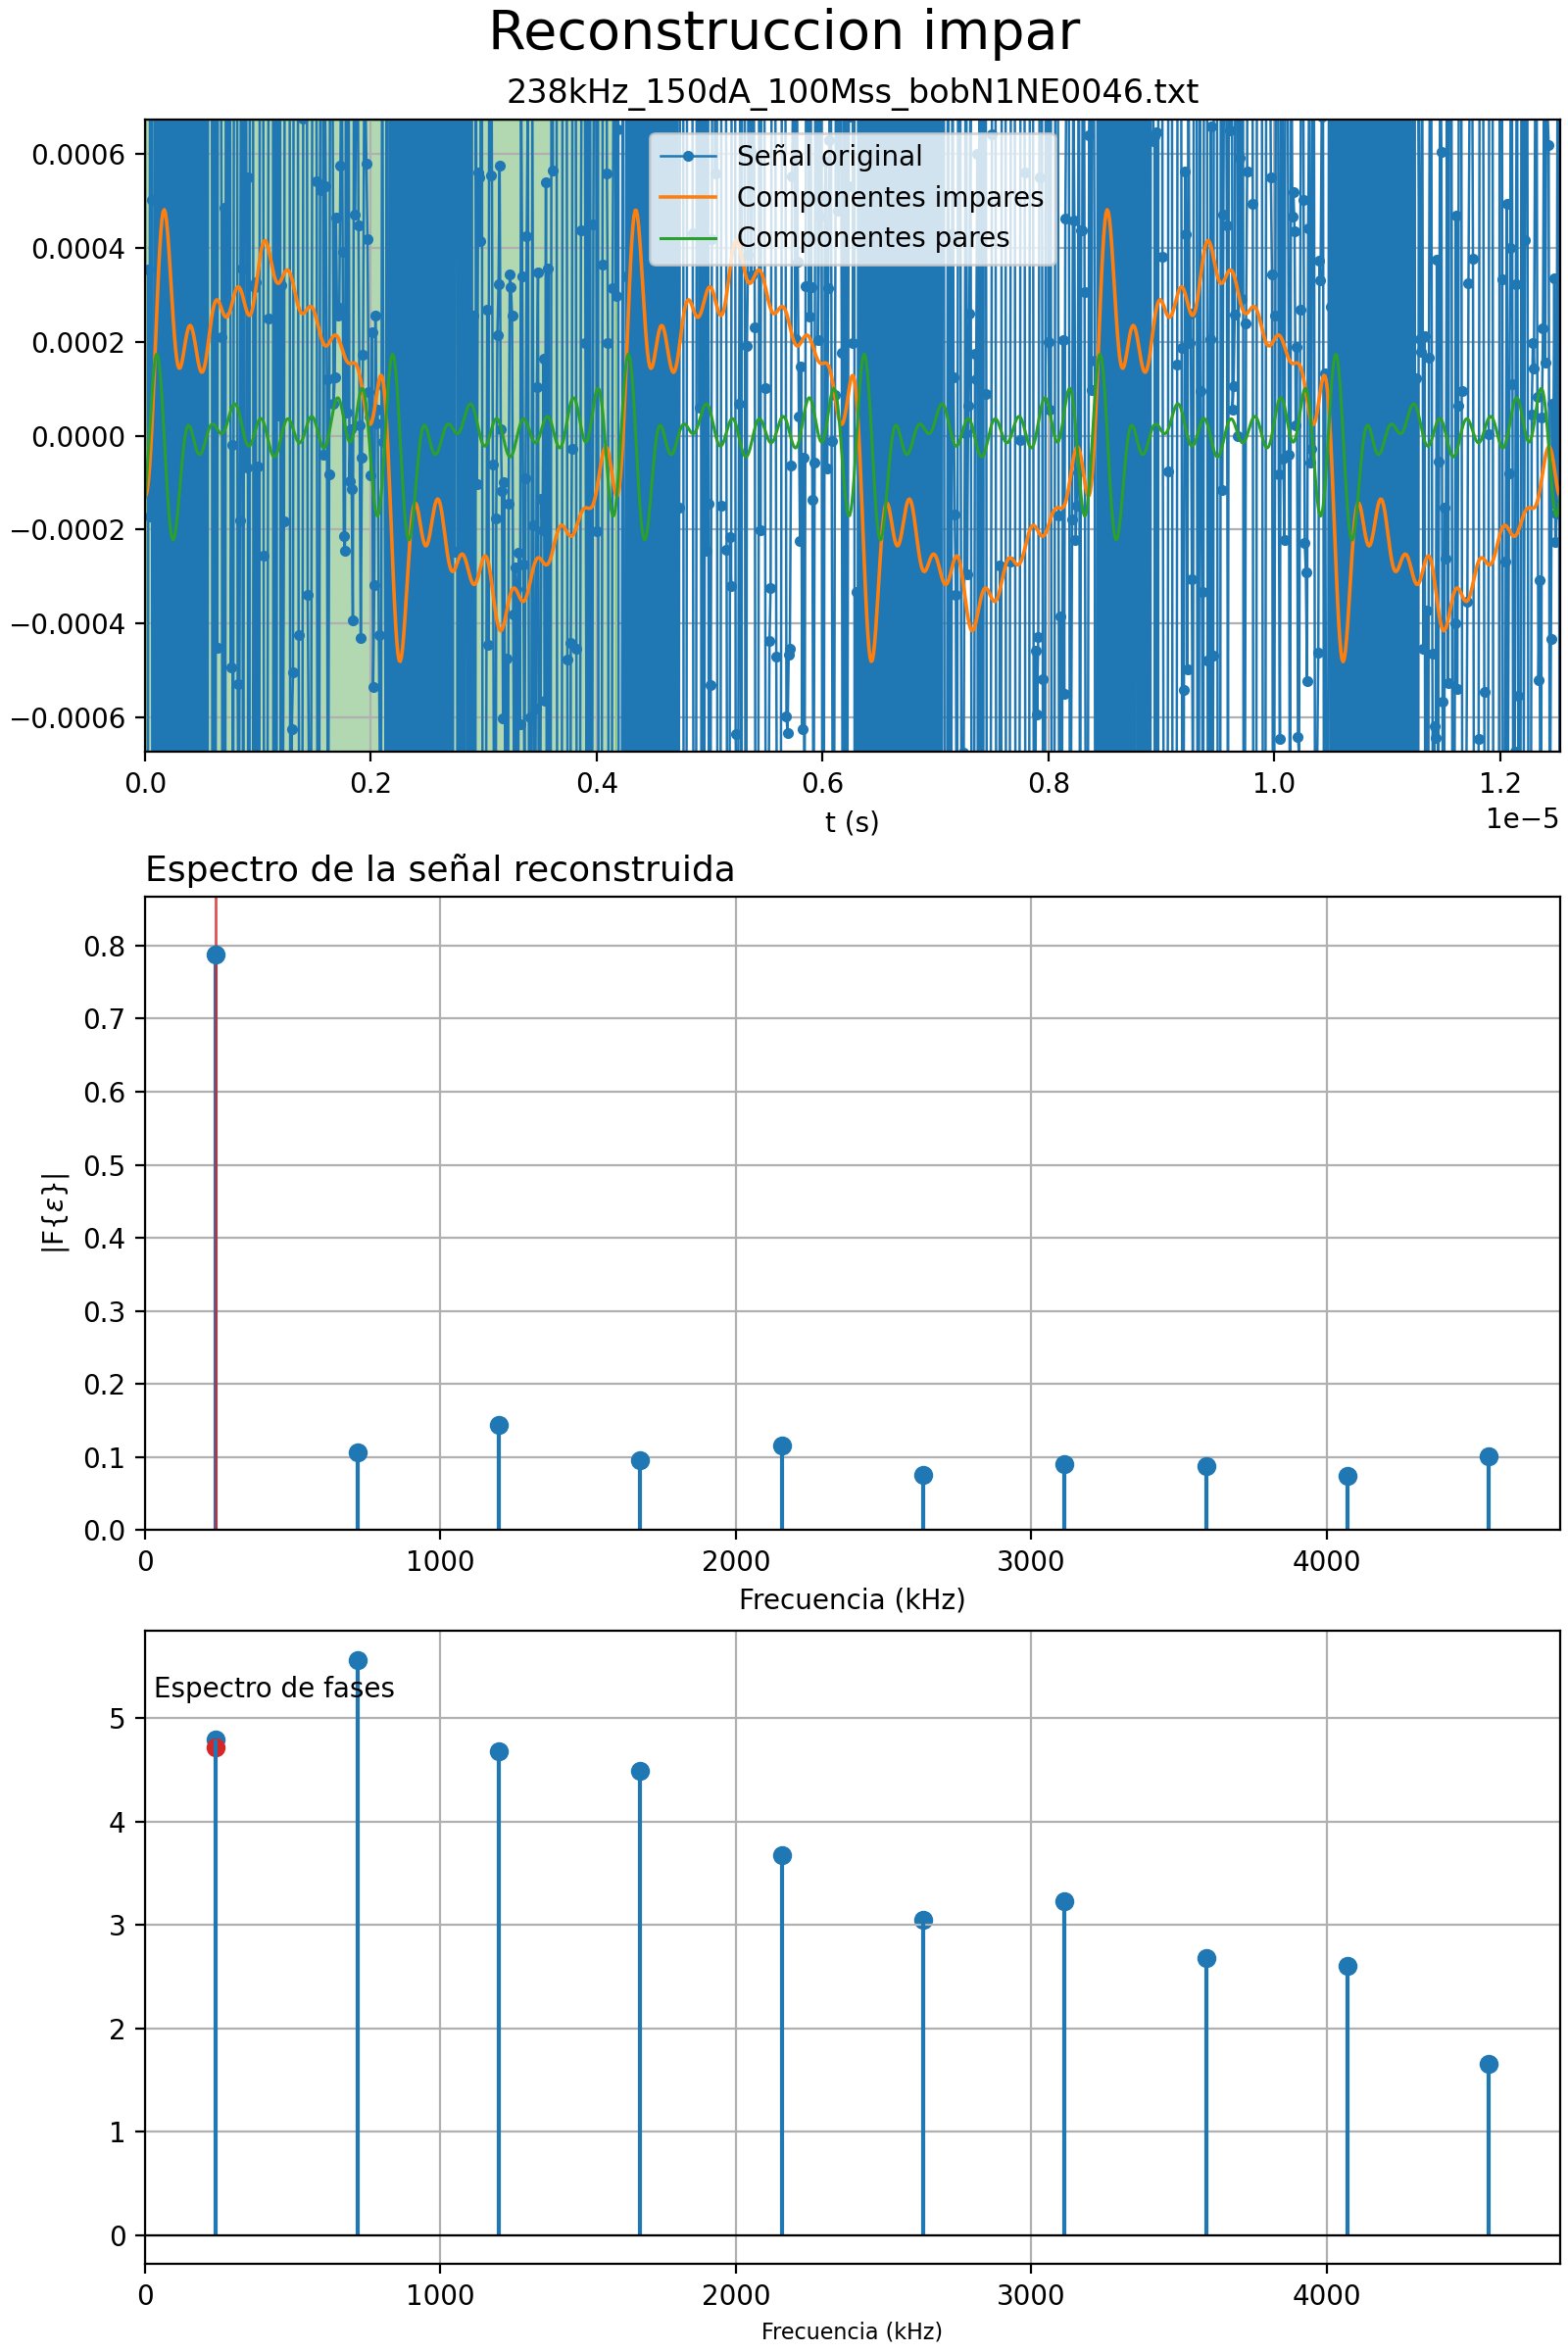 Reconstruccion impar
238kHz_150dA_100Mss_bobN1NE0046.txt
0.0006
0.0004
0.0002
0.0000
−0.0002
−0.0004
−0.0006
Señal original
Componentes impares
Componentes pares
0.0 0.2 0.4 0.6 0.8 1.0 1.2
1e−5
t (s)
Espectro de la señal reconstruida
0.8
0.7
0.6
0.5
0.4
0.3
0.2
0.1
0.0
|F{ε}|
0 1000 2000 3000 4000
Frecuencia (kHz)
Espectro de fases
5
4
3
2
1
0
0 1000 2000 3000 4000
Frecuencia (kHz)